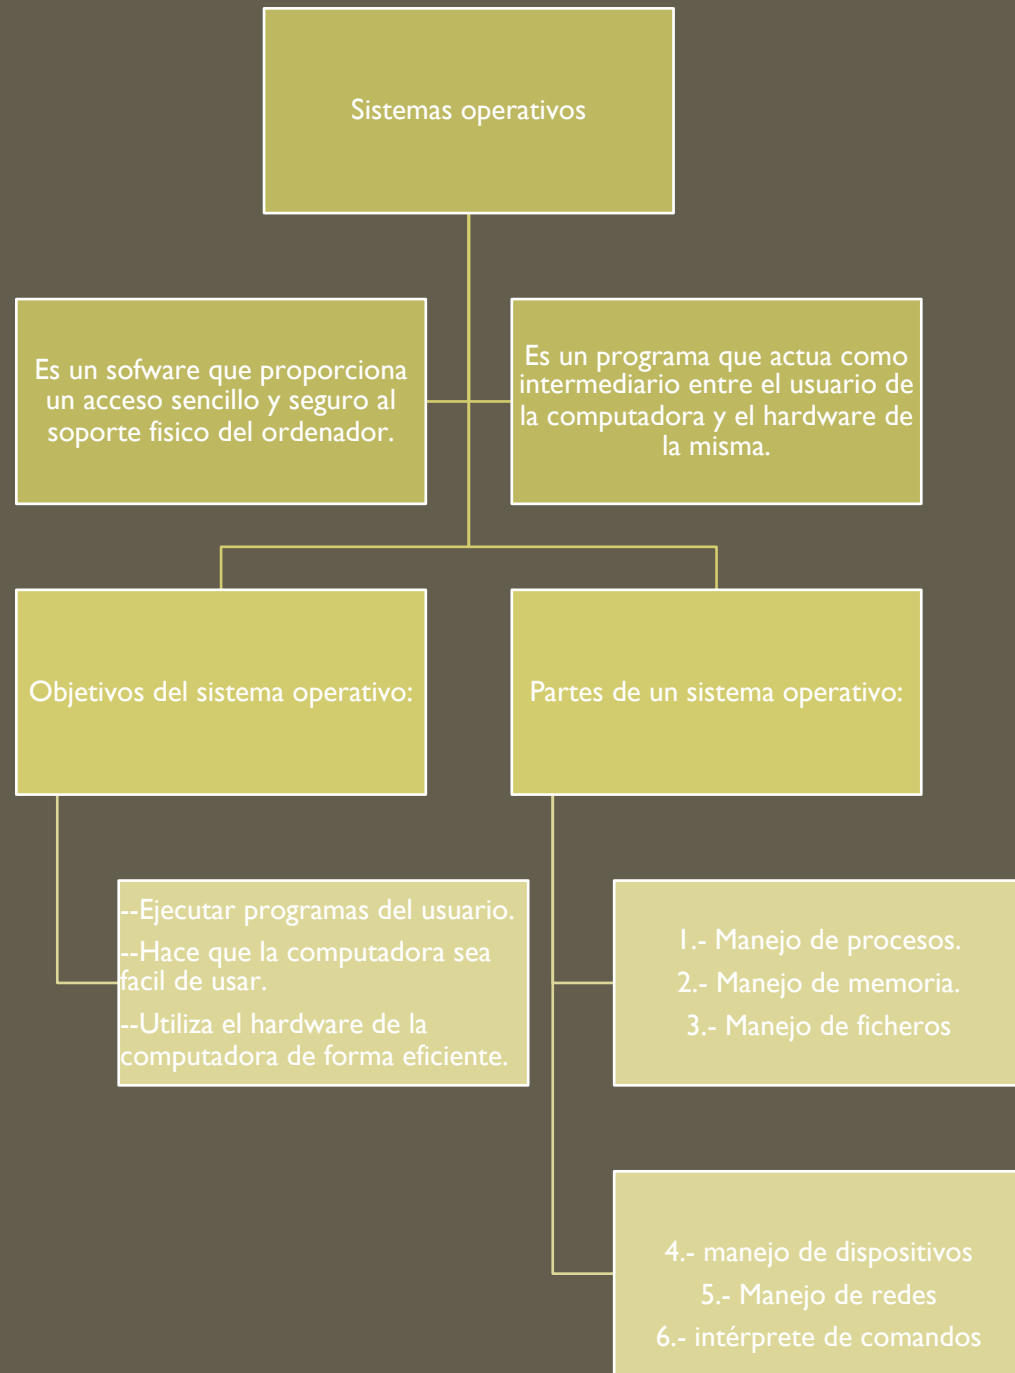 Sistemas operativos
Es un sofware que proporciona
un acceso sencillo y seguro al
soporte fisico del ordenador.
Es un programa que actua como
intermediario entre el usuario de
la computadora y el hardware de
la misma.
Objetivos del sistema operativo:
Partes de un sistema operativo:
--Ejecutar programas del usuario.
--Hace que la computadora sea
facil de usar.
--Utiliza el hardware de la
computadora de forma eficiente.
1.- Manejo de procesos.
2.- Manejo de memoria.
3.- Manejo de ficheros
4.- manejo de dispositivos
5.- Manejo de redes
6.- intérprete de comandos